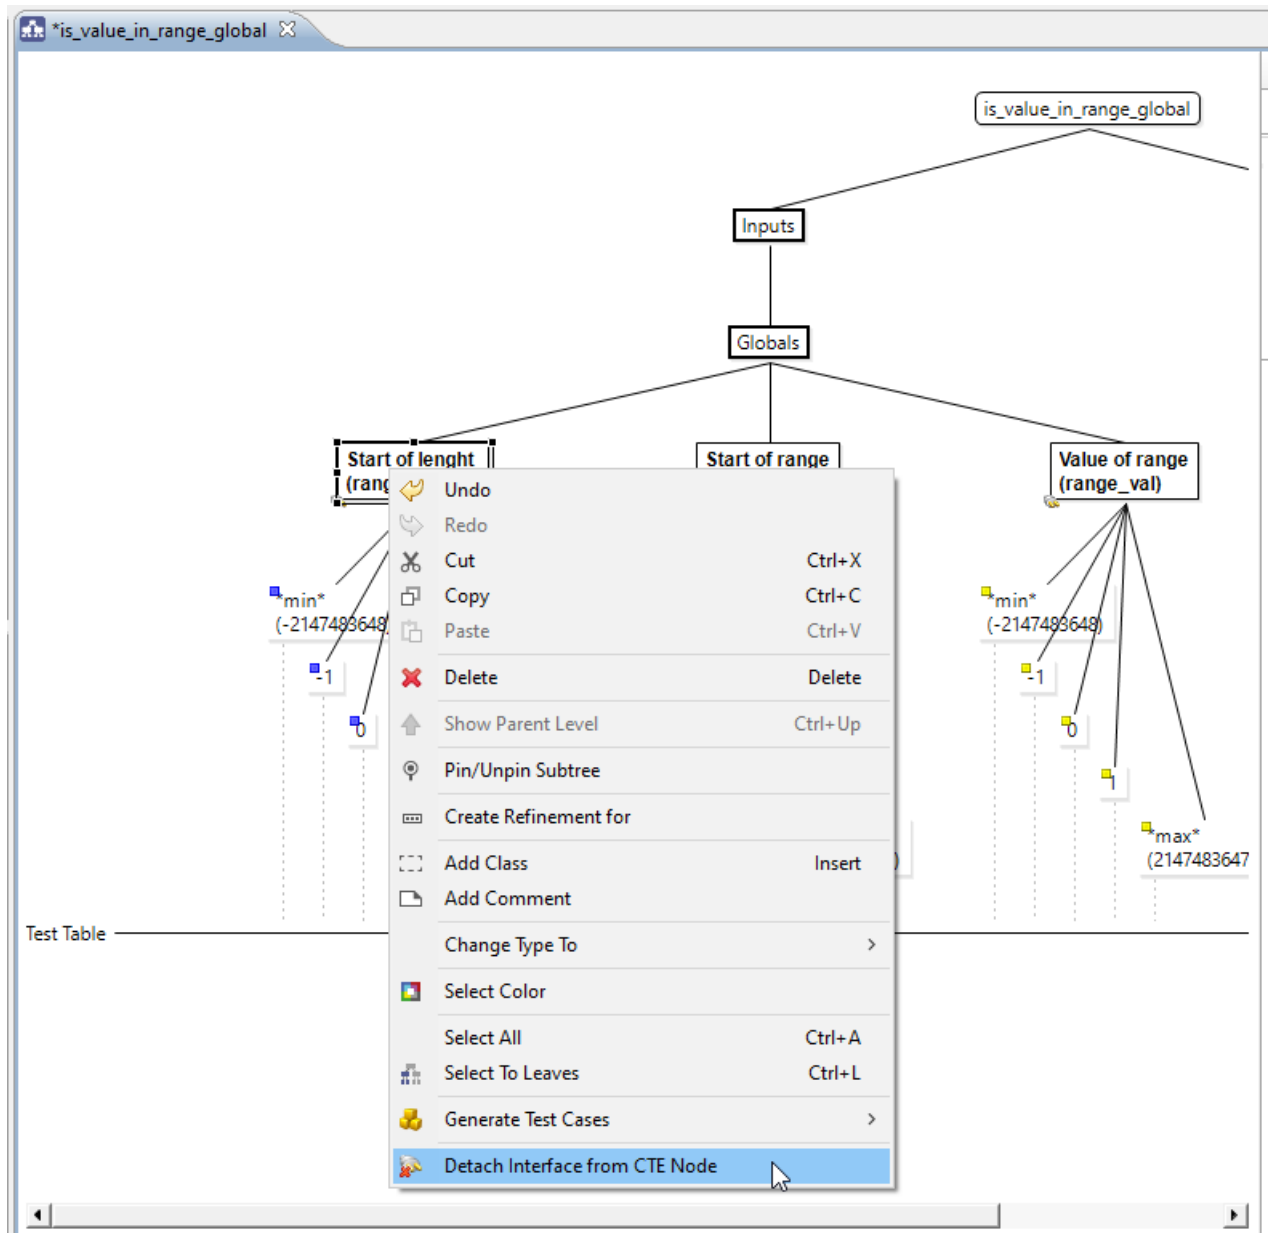 *is_value_in_range_global
is_value_in_range_global
Inputs
Globals
Start of lenght
(rang
Start of range
Value of range
(range_val)
*min*
(-2147483648)
-1
0
*min*
(-2147483648)
-1
0
1
*max*
(2147483647
)
Test Table
Undo
Redo
Cut Ctrl+X
Copy Ctrl+C
Paste Ctrl+V
Delete Delete
Show Parent Level Ctrl+Up
Pin/Unpin Subtree
Create Refinement for
Add Class Insert
Add Comment
Change Type To
Select Color
Select All Ctrl+A
Select To Leaves Ctrl+L
Generate Test Cases
Detach Interface from CTE Node